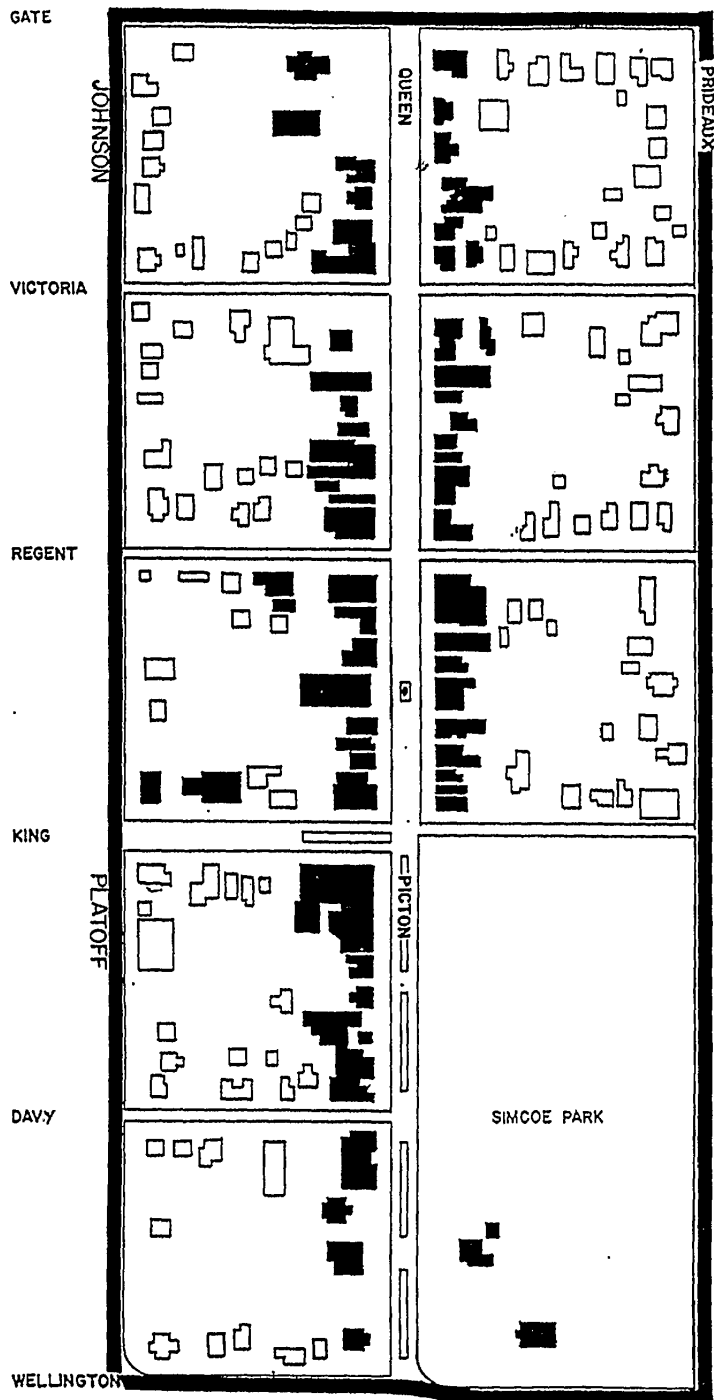 GATE
JOHNSON
QUEEN
PRIDEAUX
VICTORIA
REGENT
KING
PLATOFF
PICTON
DAVY
SIMCOE PARK
WELLINGTON